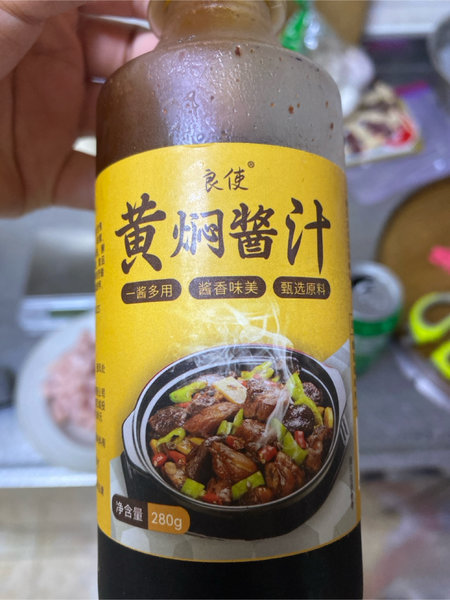 良使®
黄焖酱汁
一酱多用 酱香味美 甄选原料
净含量 280g